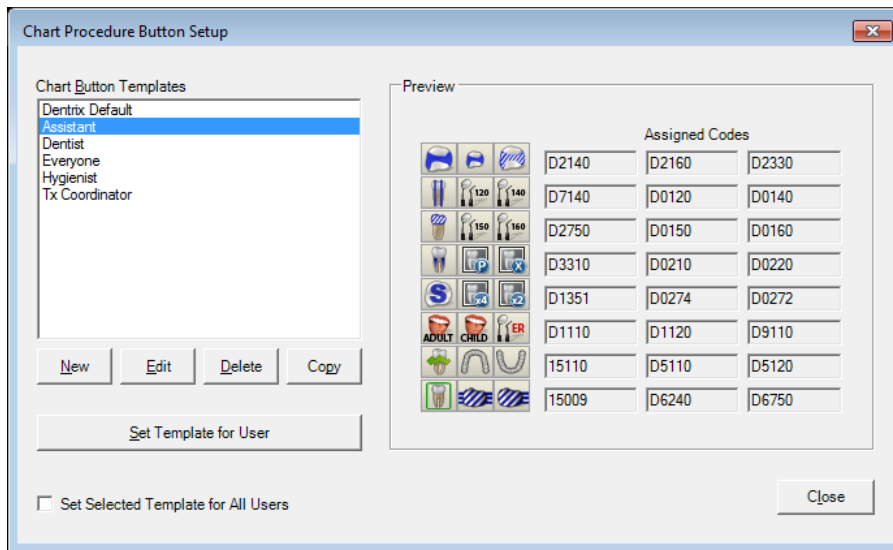 Chart Procedure Button Setup
Chart Button Templates
Dentrix Default
Assistant
Dentist
Everyone
Hygienist
Tx Coordinator
New Edit Delete Copy
Set Template for User
Set Selected Template for All Users
Preview
Assigned Codes
D2140 D2160 D2330
120 140 D7140 D0120 D0140
150 160 D2750 D0150 D0160
P X D3310 D0210 D0220
S x4 x2 D1351 D0274 D0272
ADULT CHILD ER D1110 D1120 D9110
15110 D5110 D5120
15009 D6240 D6750
Close